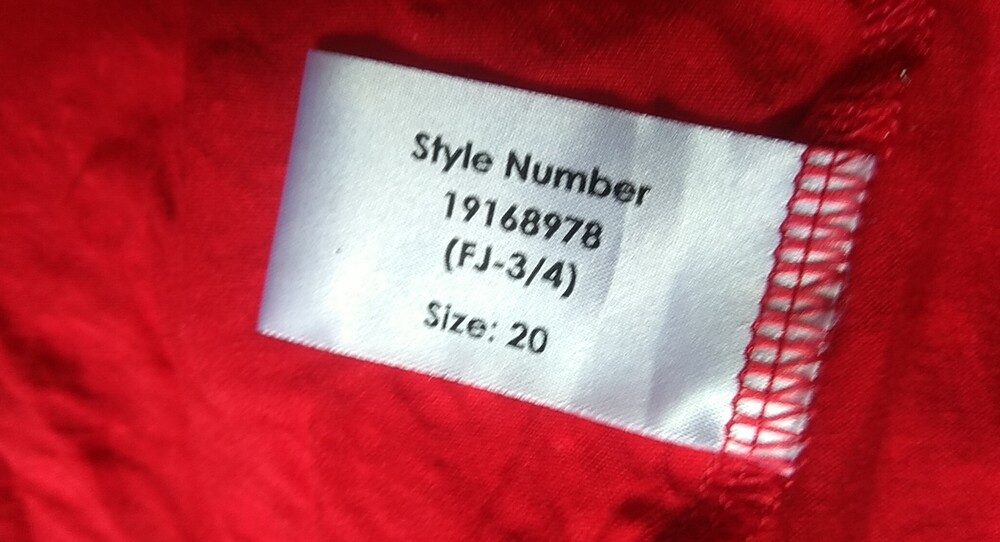 Style Number
19168978
(FJ-3/4)
Size: 20